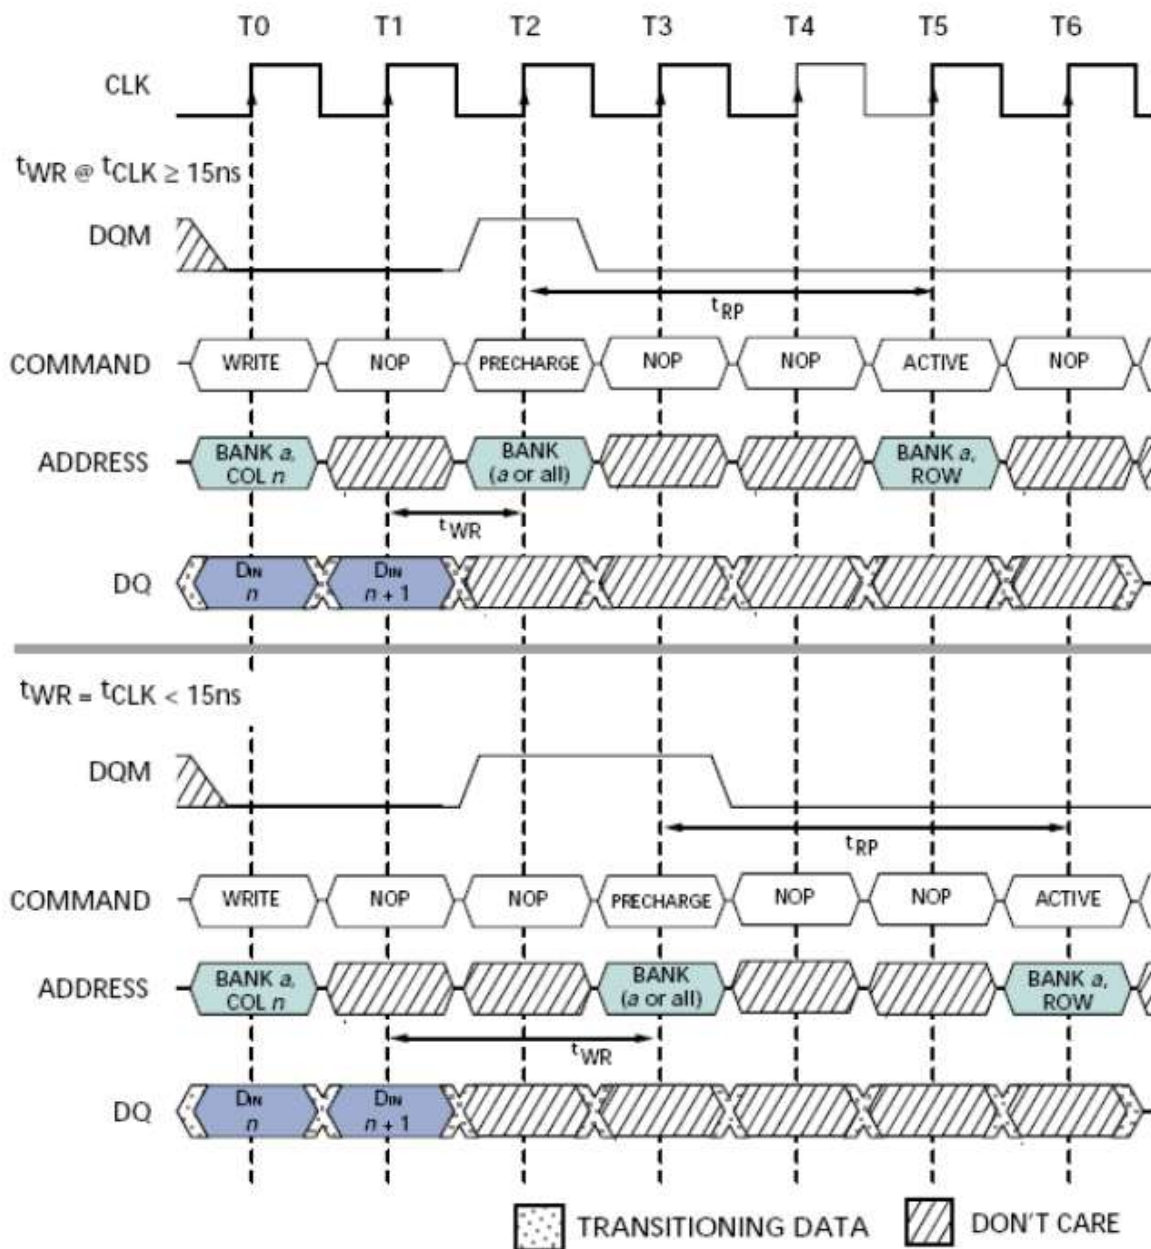 T0 T1 T2 T3 T4 T5 T6
CLK
tWR @ tCLK ≥ 15ns
DQM
tRP
COMMAND WRITE NOP PRECHARGE NOP NOP ACTIVE NOP
ADDRESS BANK a, COL n BANK (a or all) BANK a, ROW
tWR
DQ DIN n DIN n + 1
tWR = tCLK < 15ns
DQM
tRP
COMMAND WRITE NOP NOP PRECHARGE NOP NOP ACTIVE
ADDRESS BANK a, COL n BANK (a or all) BANK a, ROW
tWR
DQ DIN n DIN n + 1
TRANSITIONING DATA DON'T CARE